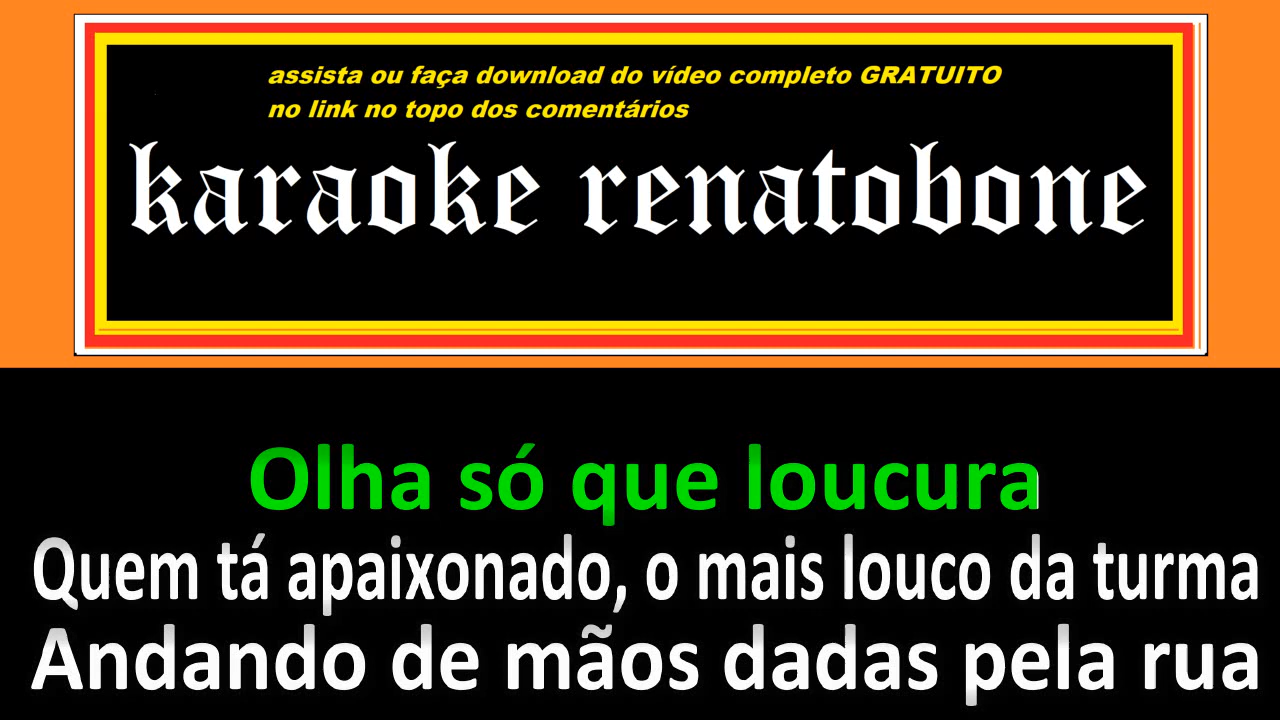 assista ou faça download do vídeo completo GRATUITO
no link no topo dos comentários
karaoke renatobone
Olha só que loucura
Quem tá apaixonado, o mais louco da turma
Andando de mãos dadas pela rua